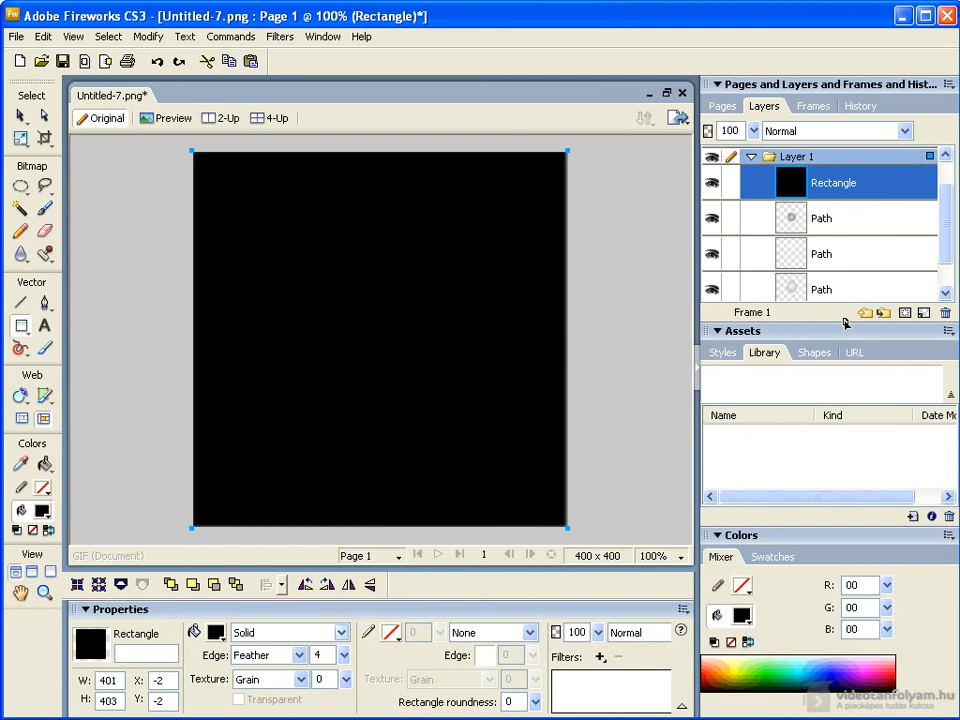 Adobe Fireworks CS3 - [Untitled-7.png : Page 1 @ 100% (Rectangle)*]
File Edit View Select Modify Text Commands Filters Window Help
Select
Bitmap
Vector
Web
Colors
View
Untitled-7.png*
Original Preview 2-Up 4-Up
GIF (Document) Page 1 1 400 x 400 100%
Pages and Layers and Frames and Hist...
Pages Layers Frames History
100 Normal
Layer 1
Rectangle
Path
Path
Path
Frame 1
Assets
Styles Library Shapes URL
Name Kind Date Mo
Colors
Mixer Swatches
R: 00
G: 00
B: 00
Properties
Rectangle Solid 0 None 100 Normal
Edge: Feather 4 Edge: 0 Filters:
W: 401 X: -2 Texture: Grain 0 Texture: Grain 0
H: 403 Y: -2 Transparent Rectangle roundness: 0
videotanfolyam.hu
A piacképes tudás kulcsa